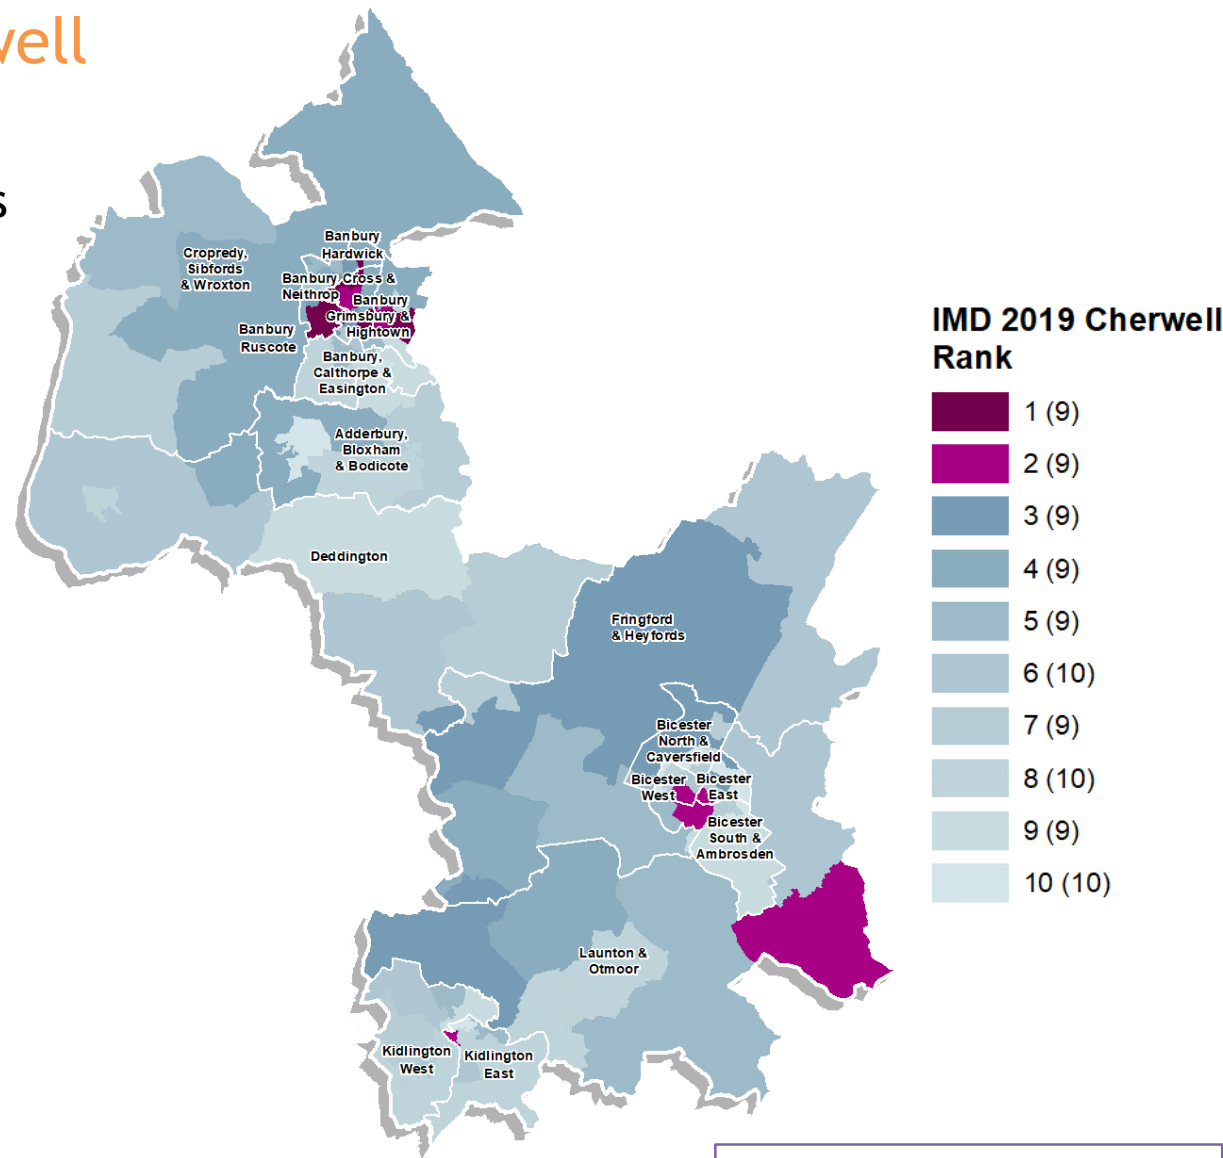 well
s
Banbury
Hardwick
Cropredy,
Sibfords
& Wroxton
Banbury Cross &
Neithrop
Banbury
Grimsbury &
Hightown
Banbury
Ruscote
Banbury,
Calthorpe &
Easington
Adderbury,
Bloxham
& Bodicote
Deddington
Fringford
& Heyfords
Bicester
North &
Caversfield
Bicester
West
Bicester
East
Bicester
South &
Ambrosden
Launton &
Otmoor
Kidlington
West
Kidlington
East
IMD 2019 Cherwell
Rank
1 (9)
2 (9)
3 (9)
4 (9)
5 (9)
6 (10)
7 (9)
8 (10)
9 (9)
10 (10)